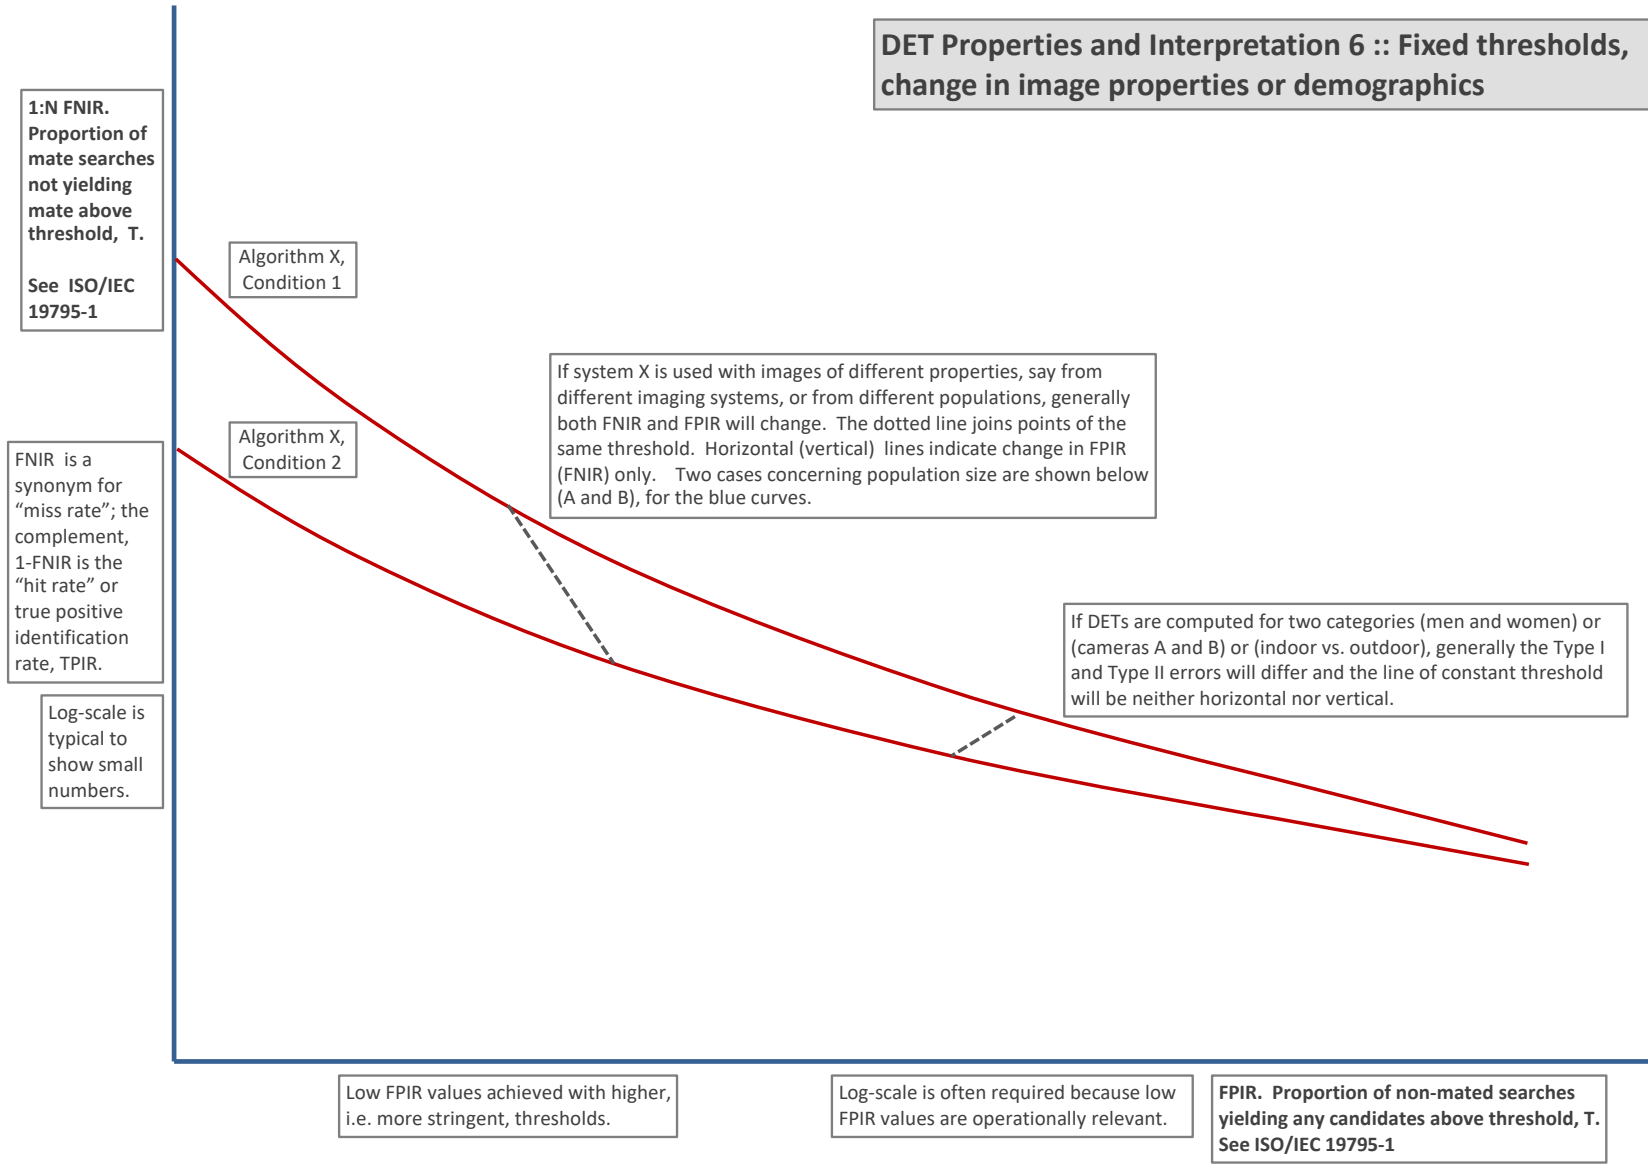 DET Properties and Interpretation 6 :: Fixed thresholds,
change in image properties or demographics
1:N FNIR.
Proportion of
mate searches
not yielding
mate above
threshold, T.
See ISO/IEC
19795-1
Algorithm X,
Condition 1
If system X is used with images of different properties, say from
different imaging systems, or from different populations, generally
both FNIR and FPIR will change. The dotted line joins points of the
same threshold. Horizontal (vertical) lines indicate change in FPIR
(FNIR) only. Two cases concerning population size are shown below
(A and B), for the blue curves.
Algorithm X,
Condition 2
FNIR is a
synonym for
“miss rate”; the
complement,
1-FNIR is the
“hit rate” or
true positive
identification
rate, TPIR.
If DETs are computed for two categories (men and women) or
(cameras A and B) or (indoor vs. outdoor), generally the Type I
and Type II errors will differ and the line of constant threshold
will be neither horizontal nor vertical.
Log-scale is
typical to
show small
numbers.
Low FPIR values achieved with higher,
i.e. more stringent, thresholds.
Log-scale is often required because low
FPIR values are operationally relevant.
FPIR. Proportion of non-mated searches
yielding any candidates above threshold, T.
See ISO/IEC 19795-1